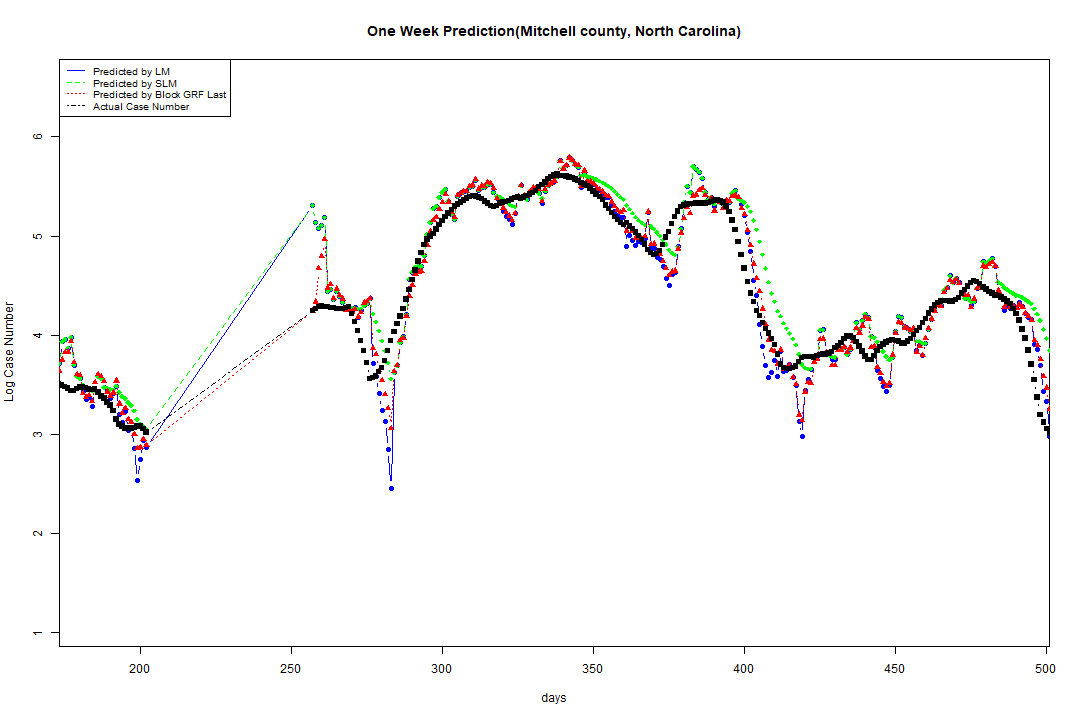 One Week Prediction(Mitchell county, North Carolina)
Predicted by LM
Predicted by SLM
Predicted by Block GRF Last
Actual Case Number
Log Case Number
6
5
4
3
2
1
200 250 300 350 400 450 500
days